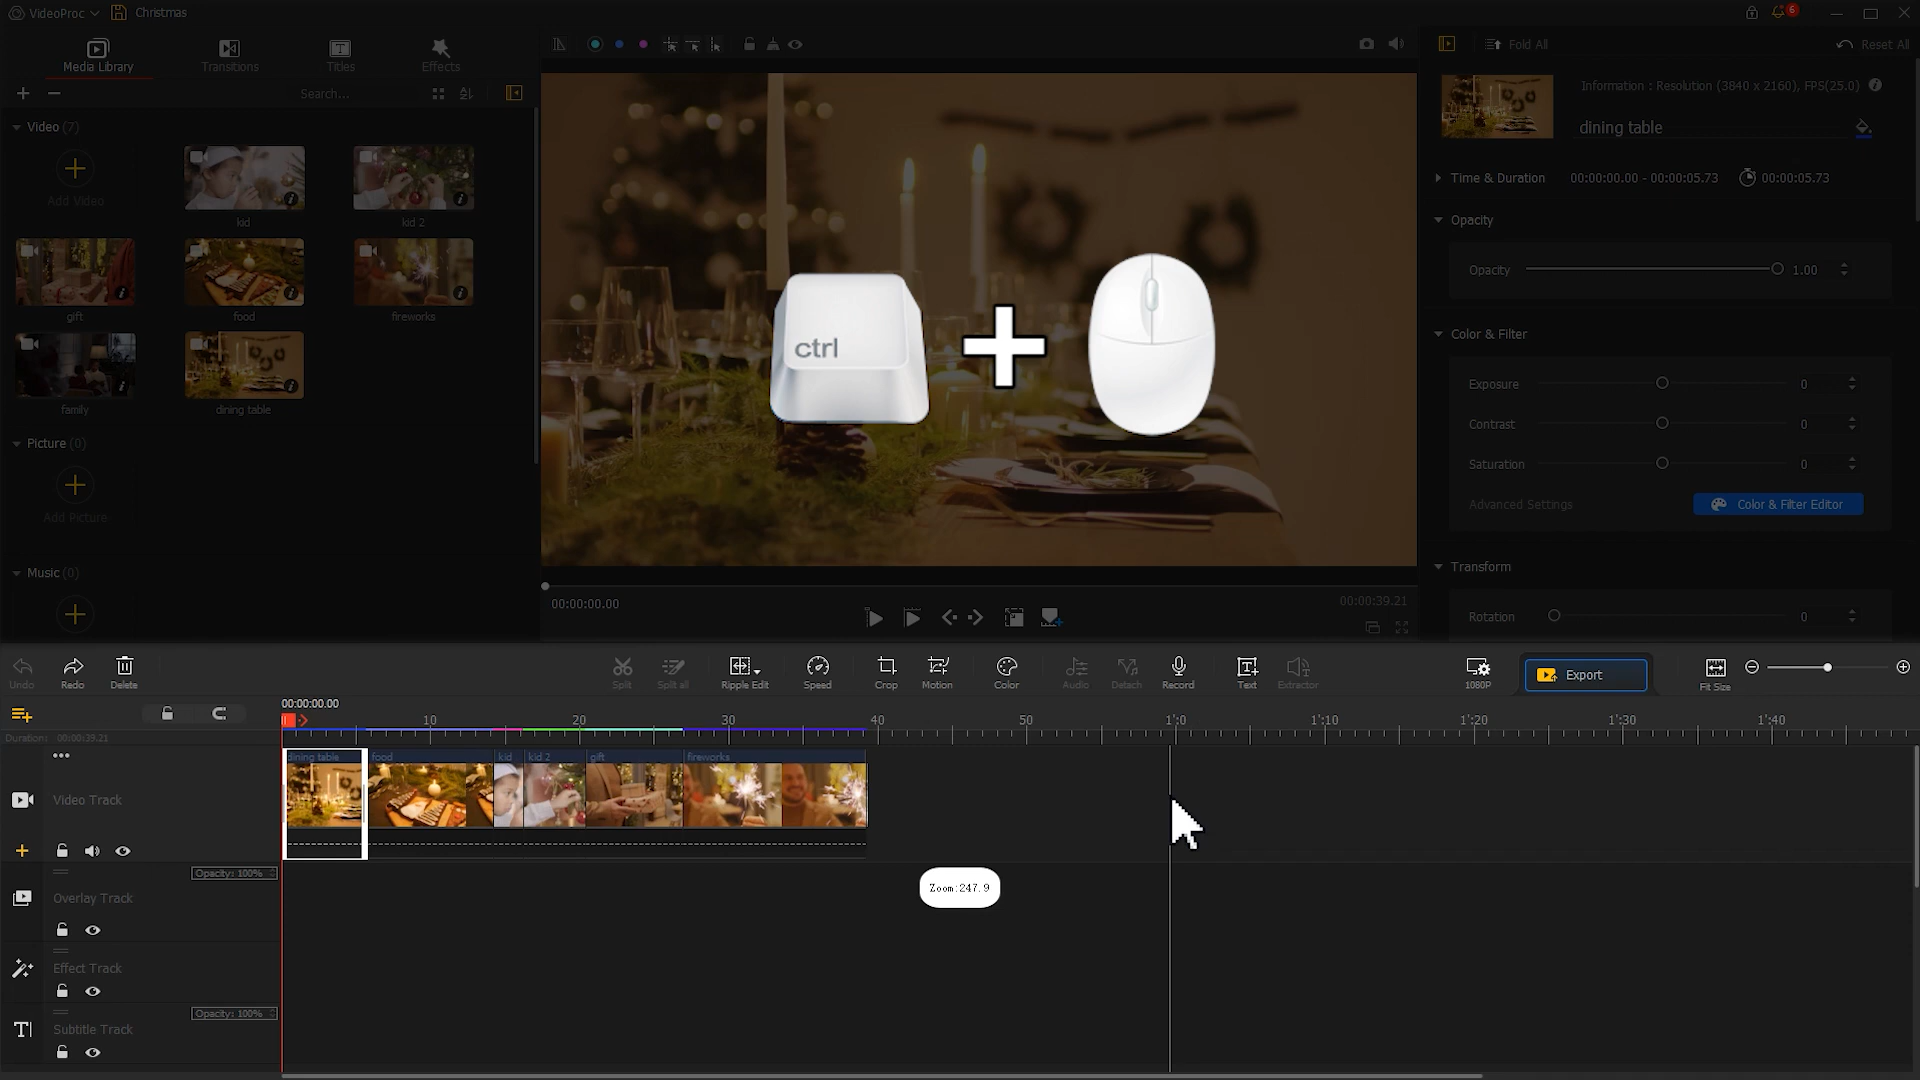 VideoProc
Christmas
6
Media Library
Transitions
Titles
Effects
Search...
Video (7)
Add Video
kid
kid 2
gift
food
fireworks
family
dining table
Picture (0)
Add Picture
Music (0)
ctrl
00:00:00.00
00:00:39.21
Fold All
Reset All
Information : Resolution (3840 x 2160), FPS(25.0)
dining table
Time & Duration
00:00:00.00 - 00:00:05.73
00:00:05.73
Opacity
Opacity
1.00
Color & Filter
Exposure
0
Contrast
0
Saturation
0
Advanced Settings
Color & Filter Editor
Transform
Rotation
0
Undo
Redo
Delete
Split
Split all
Ripple Edit
Speed
Crop
Motion
Color
Audio
Detach
Record
Text
Extractor
1080P
Export
Fit Size
00:00:00.00
10
20
30
40
50
1:0
1:10
1:20
1:30
1:40
Duration: 00:00:39.21
dining table
food
kid
kid 2
gift
fireworks
Video Track
Opacity: 100%
Overlay Track
Zoom:247.9
Effect Track
Opacity: 100%
Subtitle Track